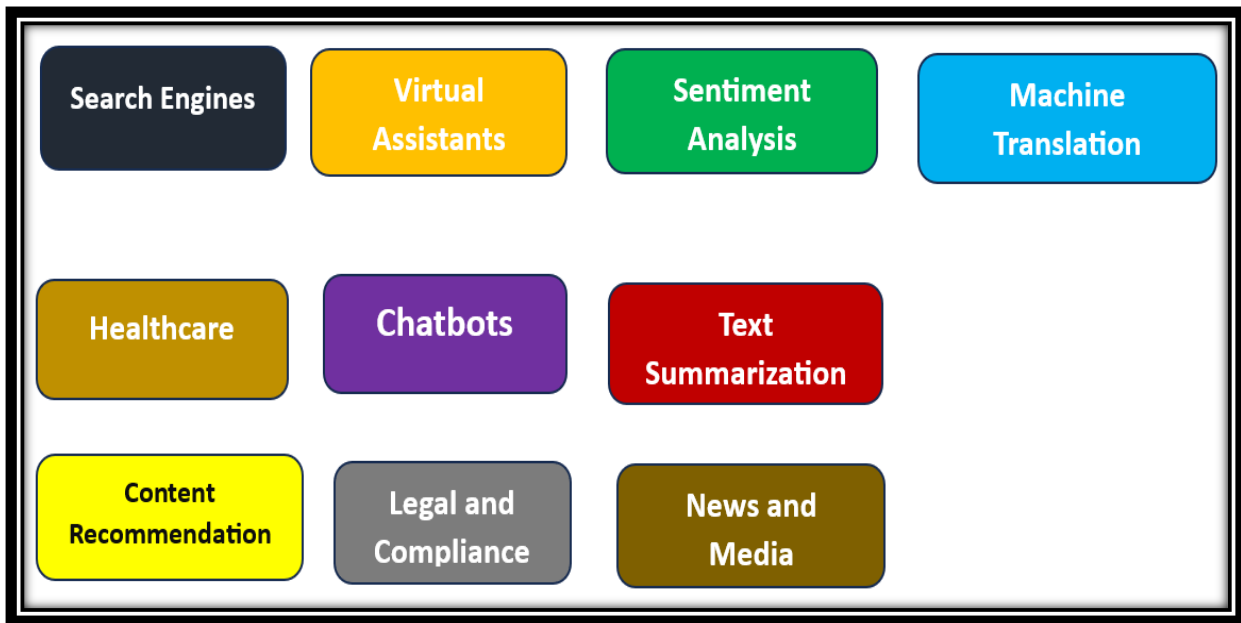 Search Engines
Virtual
Assistants
Sentiment
Analysis
Machine
Translation
Healthcare
Chatbots
Text
Summarization
Content
Recommendation
Legal and
Compliance
News and
Media